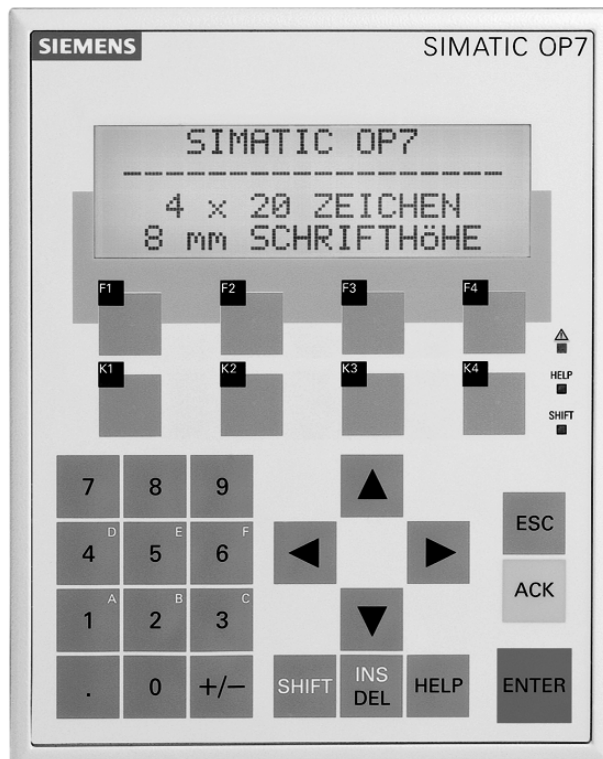 SIEMENS
SIMATIC OP7
SIMATIC OP7
--------------------
4 x 20 ZEICHEN
8 mm SCHRIFTHöHE
F1 F2 F3 F4
K1 K2 K3 K4
HELP
SHIFT
7 8 9
4 D 5 E 6 F
1 A 2 B 3 C
. 0 +/-
ESC
ACK
SHIFT
INS
DEL
HELP
ENTER